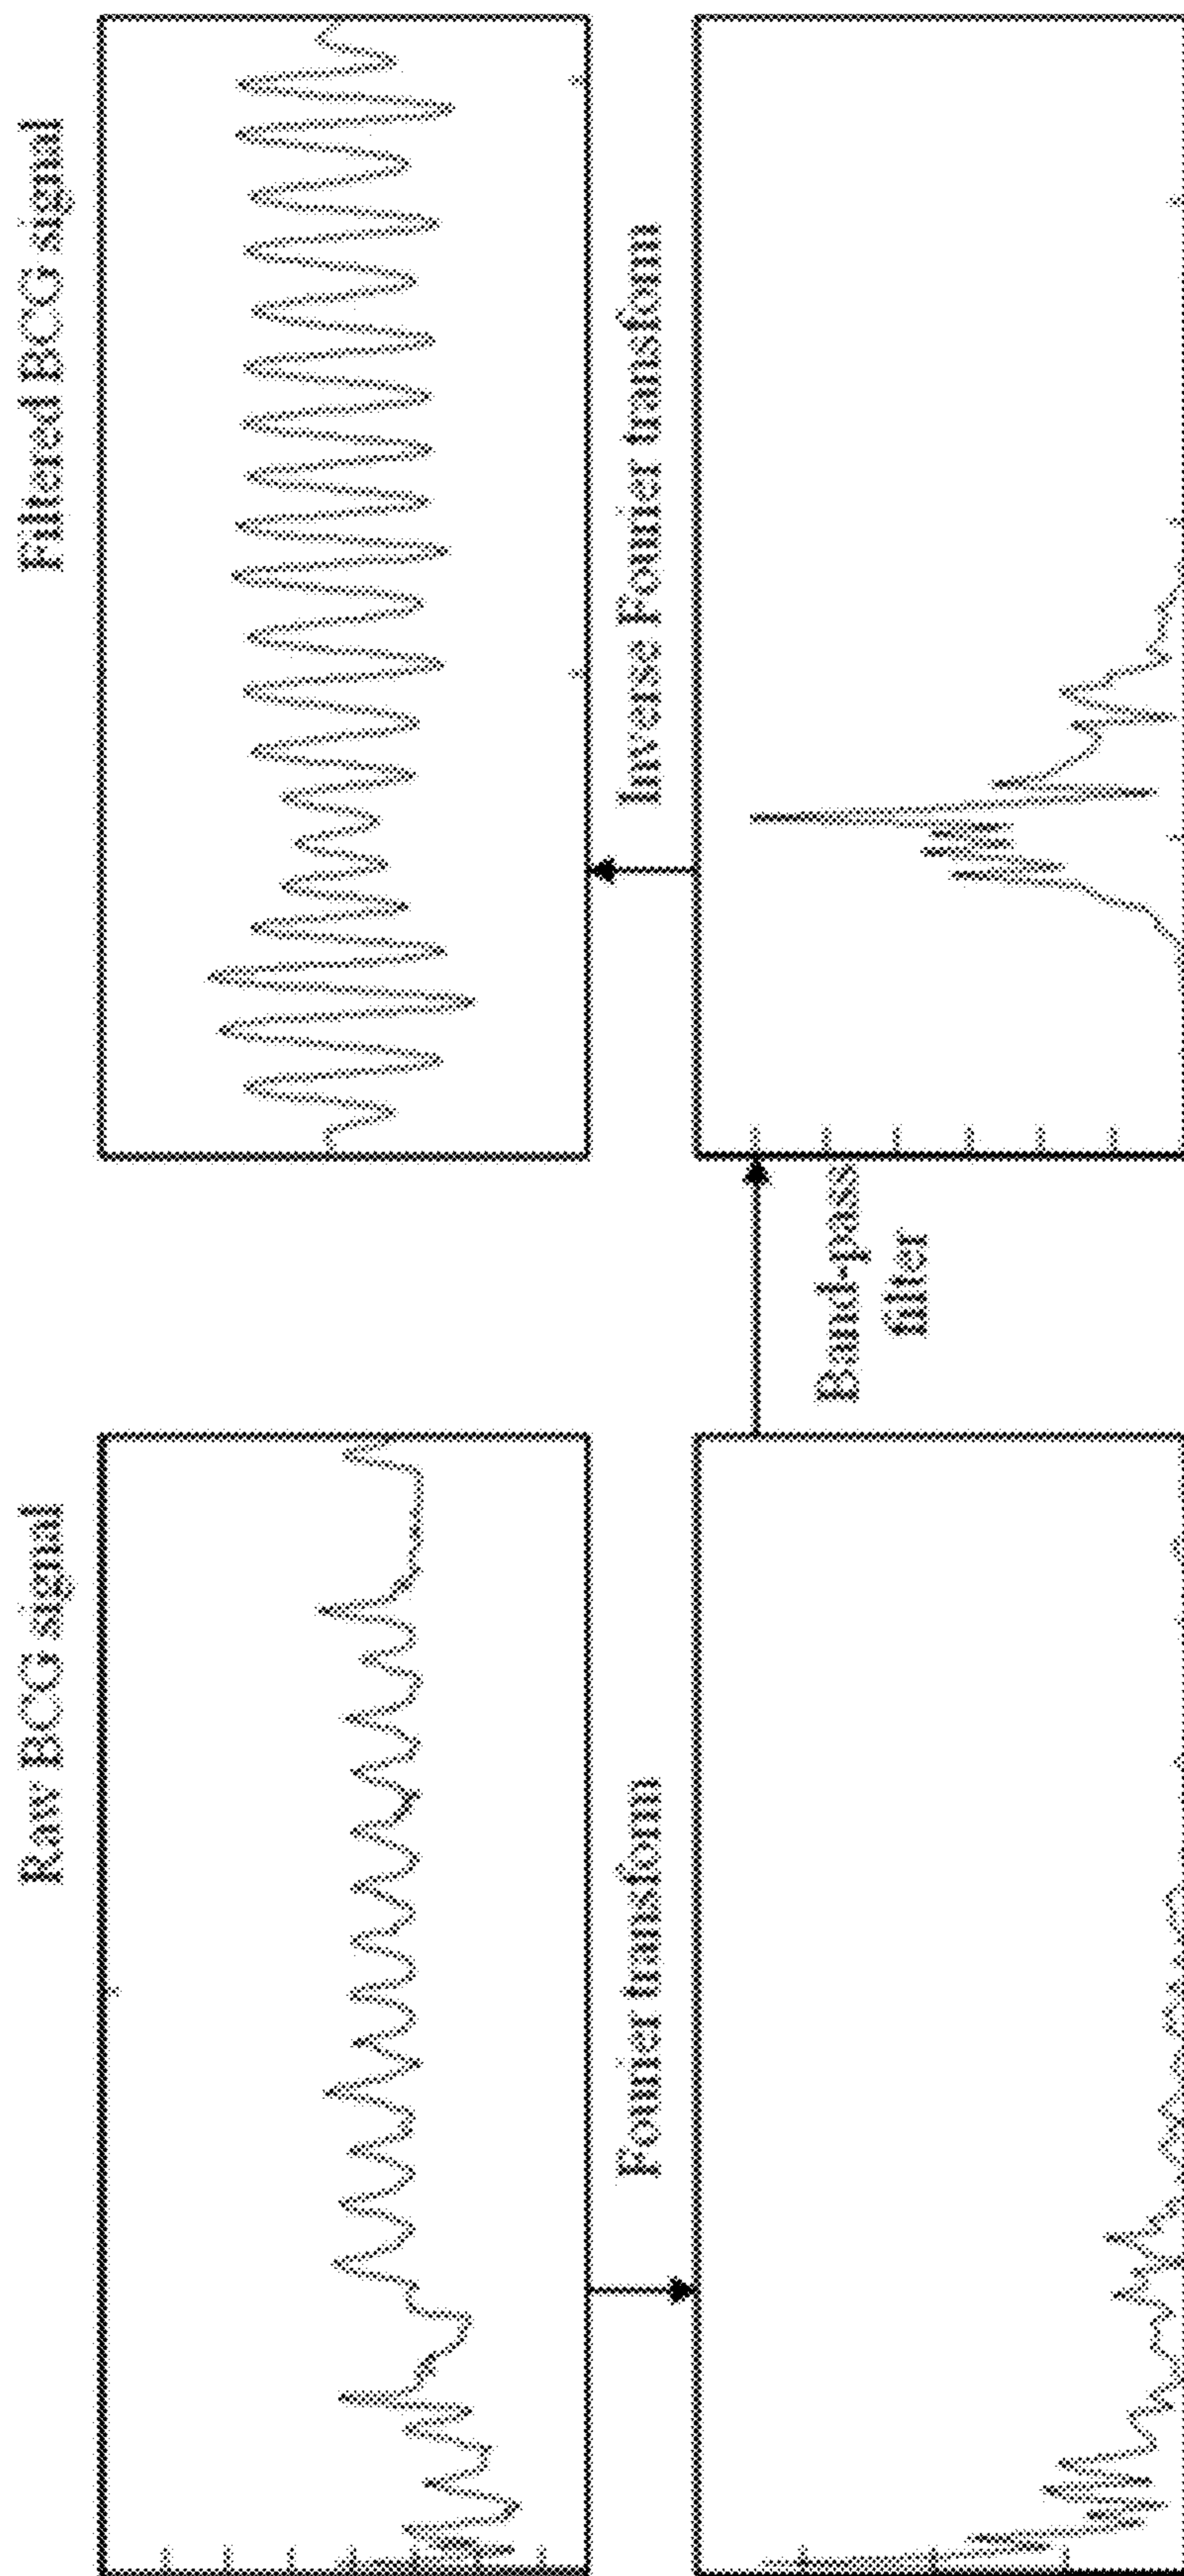 Raw BCG signal
Filtered BCG signal
Fourier transform
Inverse Fourier transform
Band-pass
filter